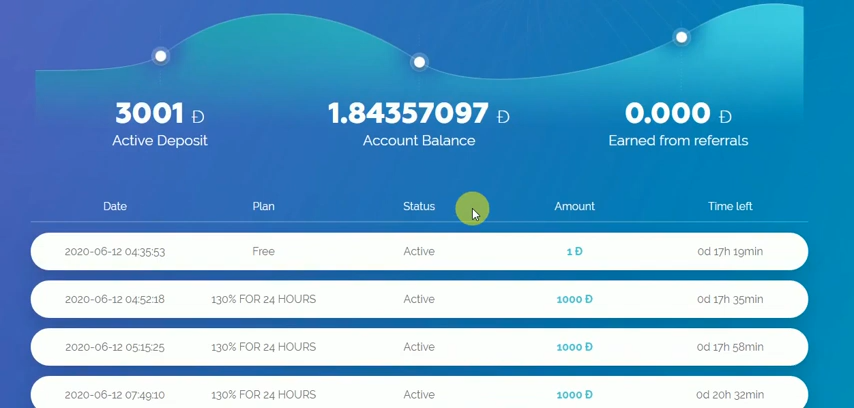 3001 Đ 1.84357097 Đ 0.000 Đ
Active Deposit Account Balance Earned from referrals
Date Plan Status Amount Time left
2020-06-12 04:35:53 Free Active 1 Đ 0d 17h 19min
2020-06-12 04:52:18 130% FOR 24 HOURS Active 1000 Đ 0d 17h 35min
2020-06-12 05:15:25 130% FOR 24 HOURS Active 1000 Đ 0d 17h 58min
2020-06-12 07:49:10 130% FOR 24 HOURS Active 1000 Đ 0d 20h 32min